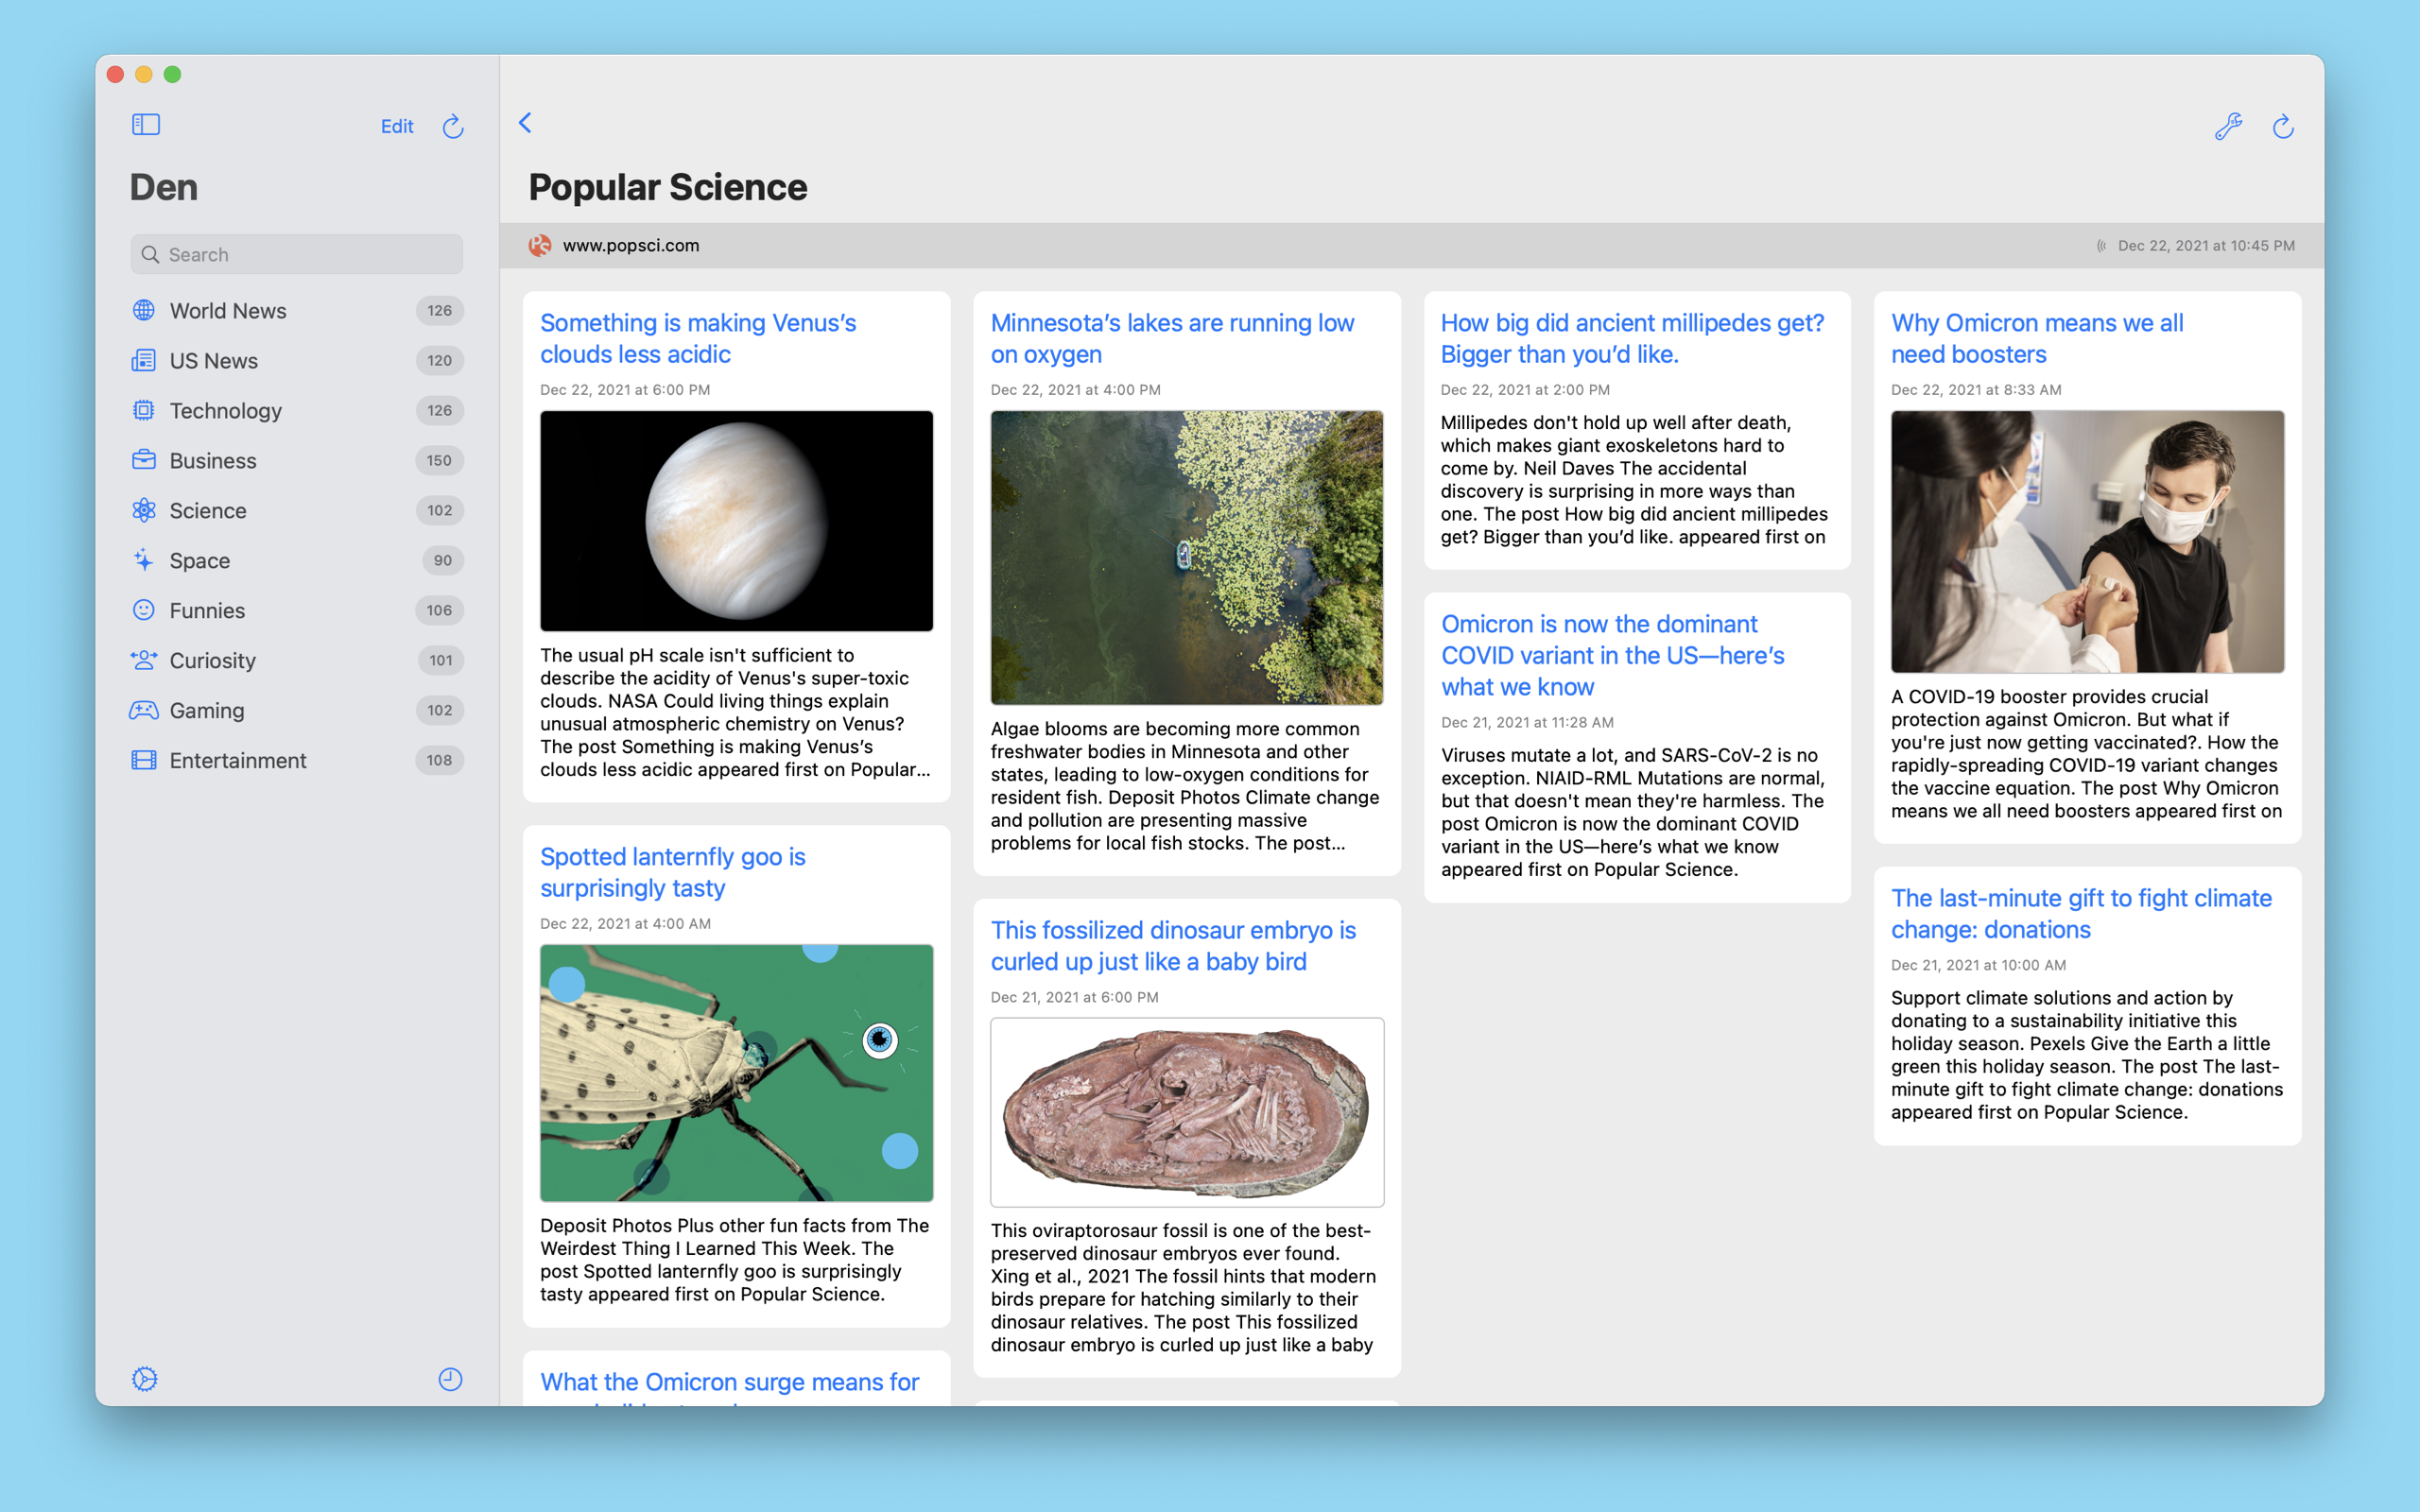 Edit
Den
Search
World News 126
US News 120
Technology 126
Business 150
Science 102
Space 90
Funnies 106
Curiosity 101
Gaming 102
Entertainment 108
Popular Science
www.popsci.com
Dec 22, 2021 at 10:45 PM
Something is making Venus’s
clouds less acidic
Dec 22, 2021 at 6:00 PM
The usual pH scale isn't sufficient to
describe the acidity of Venus's super-toxic
clouds. NASA Could living things explain
unusual atmospheric chemistry on Venus?
The post Something is making Venus’s
clouds less acidic appeared first on Popular...
Spotted lanternfly goo is
surprisingly tasty
Dec 22, 2021 at 4:00 AM
Deposit Photos Plus other fun facts from The
Weirdest Thing I Learned This Week. The
post Spotted lanternfly goo is surprisingly
tasty appeared first on Popular Science.
What the Omicron surge means for
Minnesota’s lakes are running low
on oxygen
Dec 22, 2021 at 4:00 PM
Algae blooms are becoming more common
freshwater bodies in Minnesota and other
states, leading to low-oxygen conditions for
resident fish. Deposit Photos Climate change
and pollution are presenting massive
problems for local fish stocks. The post...
This fossilized dinosaur embryo is
curled up just like a baby bird
Dec 21, 2021 at 6:00 PM
This oviraptorosaur fossil is one of the best-
preserved dinosaur embryos ever found.
Xing et al., 2021 The fossil hints that modern
birds prepare for hatching similarly to their
dinosaur relatives. The post This fossilized
dinosaur embryo is curled up just like a baby
How big did ancient millipedes get?
Bigger than you’d like.
Dec 22, 2021 at 2:00 PM
Millipedes don't hold up well after death,
which makes giant exoskeletons hard to
come by. Neil Daves The accidental
discovery is surprising in more ways than
one. The post How big did ancient millipedes
get? Bigger than you’d like. appeared first on
Omicron is now the dominant
COVID variant in the US—here’s
what we know
Dec 21, 2021 at 11:28 AM
Viruses mutate a lot, and SARS-CoV-2 is no
exception. NIAID-RML Mutations are normal,
but that doesn't mean they're harmless. The
post Omicron is now the dominant COVID
variant in the US—here’s what we know
appeared first on Popular Science.
Why Omicron means we all
need boosters
Dec 22, 2021 at 8:33 AM
A COVID-19 booster provides crucial
protection against Omicron. But what if
you're just now getting vaccinated?. How the
rapidly-spreading COVID-19 variant changes
the vaccine equation. The post Why Omicron
means we all need boosters appeared first on
The last-minute gift to fight climate
change: donations
Dec 21, 2021 at 10:00 AM
Support climate solutions and action by
donating to a sustainability initiative this
holiday season. Pexels Give the Earth a little
green this holiday season. The post The last-
minute gift to fight climate change: donations
appeared first on Popular Science.